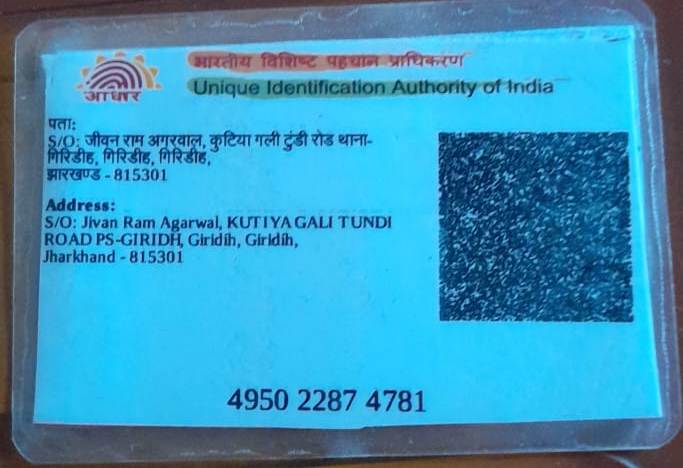 भारतीय विशिष्ट पहचान प्राधिकरण
Unique Identification Authority of India
आधार
पता:
S/O: जीवन राम अगरवाल, कुटिया गली टुंडी रोड थाना-
गिरिडीह, गिरिडीह, गिरिडीह,
झारखण्ड - 815301
Address:
S/O: Jivan Ram Agarwal, KUTIYA GALI TUNDI
ROAD PS-GIRIDH, Giridih, Giridih,
Jharkhand - 815301
4950 2287 4781